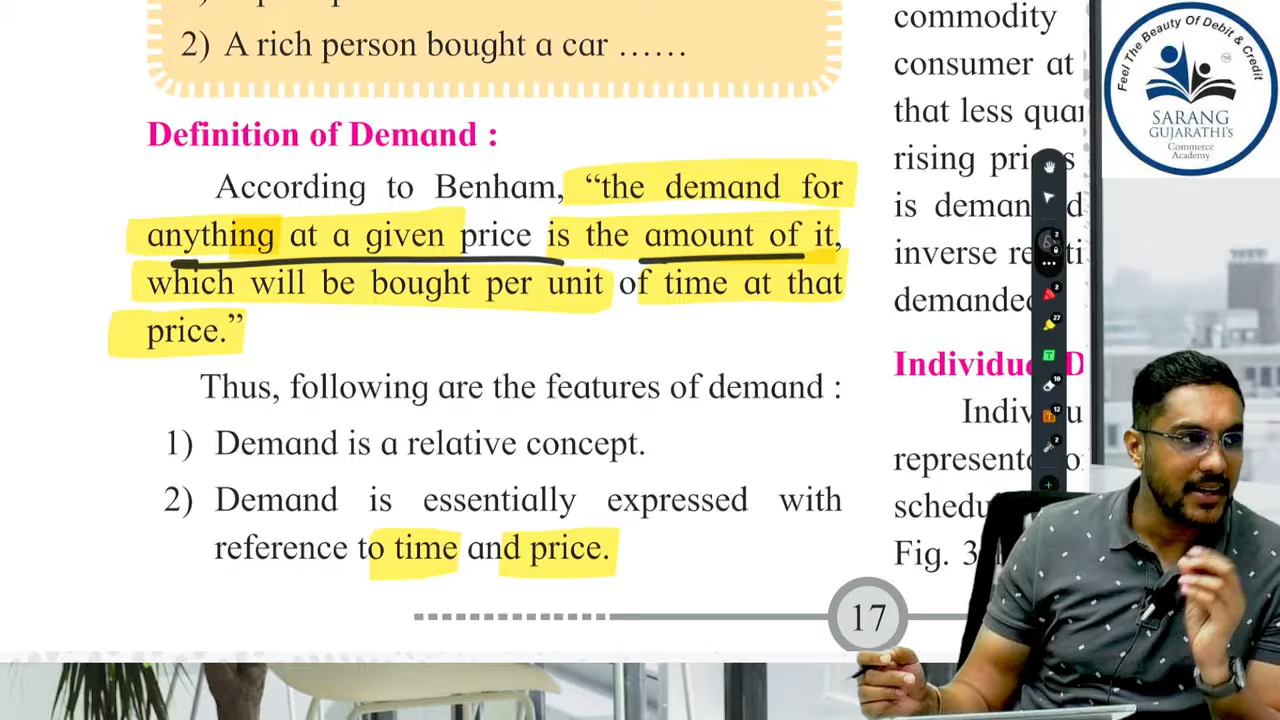 2) A rich person bought a car ……
Definition of Demand :
According to Benham, “the demand for
anything at a given price is the amount of it,
which will be bought per unit of time at that
price.”
Thus, following are the features of demand :
1) Demand is a relative concept.
2) Demand is essentially expressed with
reference to time and price.
17
commodity
consumer at
that less
rising
is
inverse
demanded
Fig. 3
Feel The Beauty Of Debit & Credit
SARANG
GUJARATHI'S
Commerce
Academy